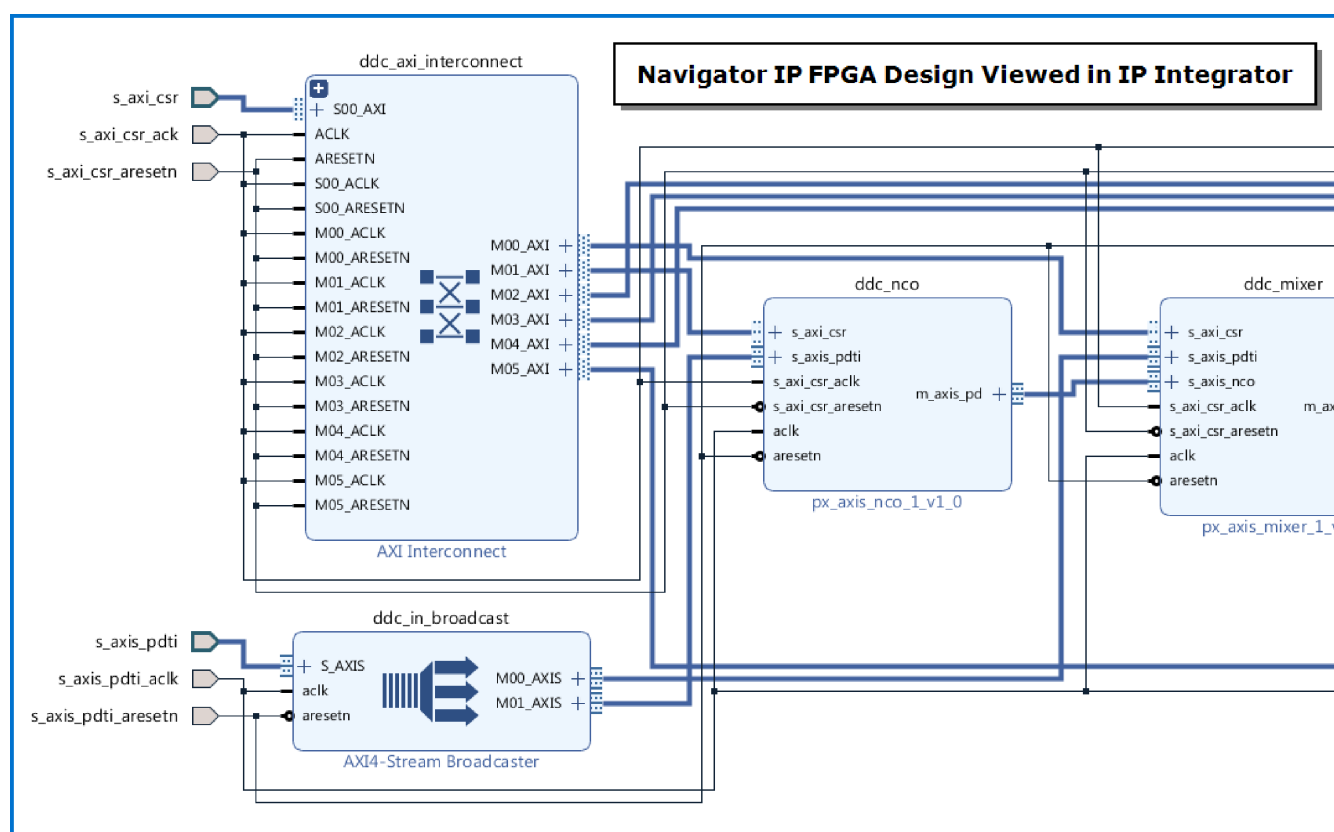 Navigator IP FPGA Design Viewed in IP Integrator
ddc_axi_interconnect
s_axi_csr
s_axi_csr_ack
s_axi_csr_aresetn
S00_AXI
ACLK
ARESETN
S00_ACLK
S00_ARESETN
M00_ACLK
M00_ARESETN
M01_ACLK
M01_ARESETN
M02_ACLK
M02_ARESETN
M03_ACLK
M03_ARESETN
M04_ACLK
M04_ARESETN
M05_ACLK
M05_ARESETN
M00_AXI
M01_AXI
M02_AXI
M03_AXI
M04_AXI
M05_AXI
AXI Interconnect
ddc_nco
s_axi_csr
s_axis_pdti
s_axi_csr_aclk
s_axi_csr_aresetn
aclk
aresetn
m_axis_pd
px_axis_nco_1_v1_0
ddc_mixer
s_axi_csr
s_axis_pdti
s_axis_nco
s_axi_csr_aclk
s_axi_csr_aresetn
aclk
aresetn
m_ax
px_axis_mixer_1_v
ddc_in_broadcast
s_axis_pdti
s_axis_pdti_aclk
s_axis_pdti_aresetn
S_AXIS
aclk
aresetn
M00_AXIS
M01_AXIS
AXI4-Stream Broadcaster